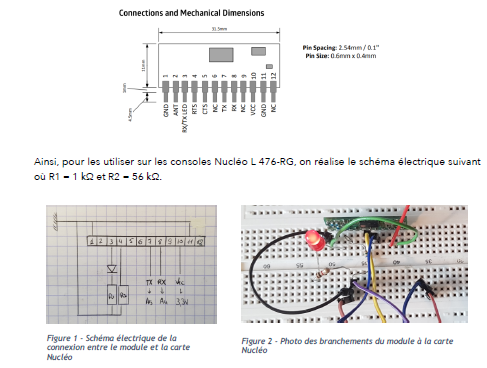 Connections and Mechanical Dimensions
31.5mm
Pin Spacing: 2.54mm / 0.1"
Pin Size: 0.6mm x 0.4mm
11mm
4.5mm
1 2 3 4 5 6 7 8 9 10 11 12
GND
ANT
RX/TX LED
RTS
CTS
NC
TX
RX
NC
VCC
GND
NC
Ainsi, pour les utiliser sur les consoles Nucléo L 476-RG, on réalise le schéma électrique suivant
où R1 = 1 kΩ et R2 = 56 kΩ.
1 2 3 4 5 6 7 8 9 10 11 12
TX RX Vcc
3.3V
Figure 1 - Schéma électrique de la
connexion entre le module et la carte
Nucléo
Figure 2 - Photo des branchements du module à la carte
Nucléo